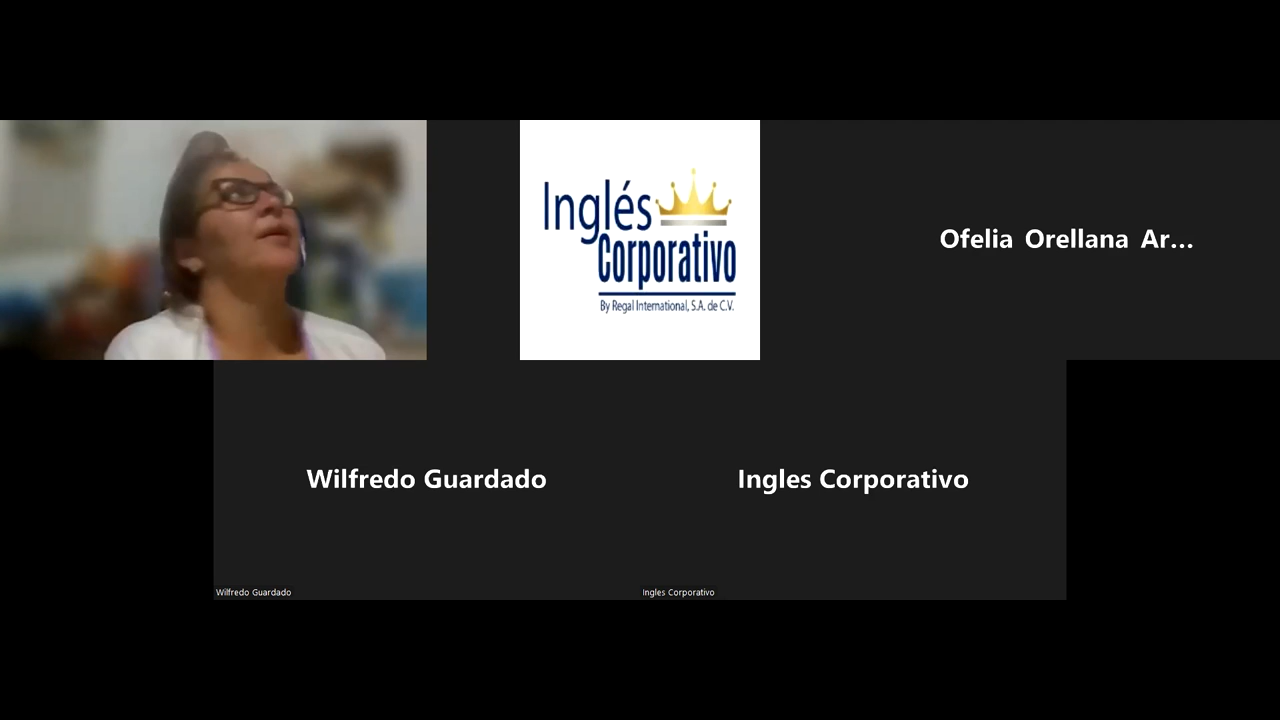 Inglés
Corporativo
By Regal International, S.A. de C.V.
Ofelia Orellana Ar...
Wilfredo Guardado
Ingles Corporativo
Wilfredo Guardado
Ingles Corporativo